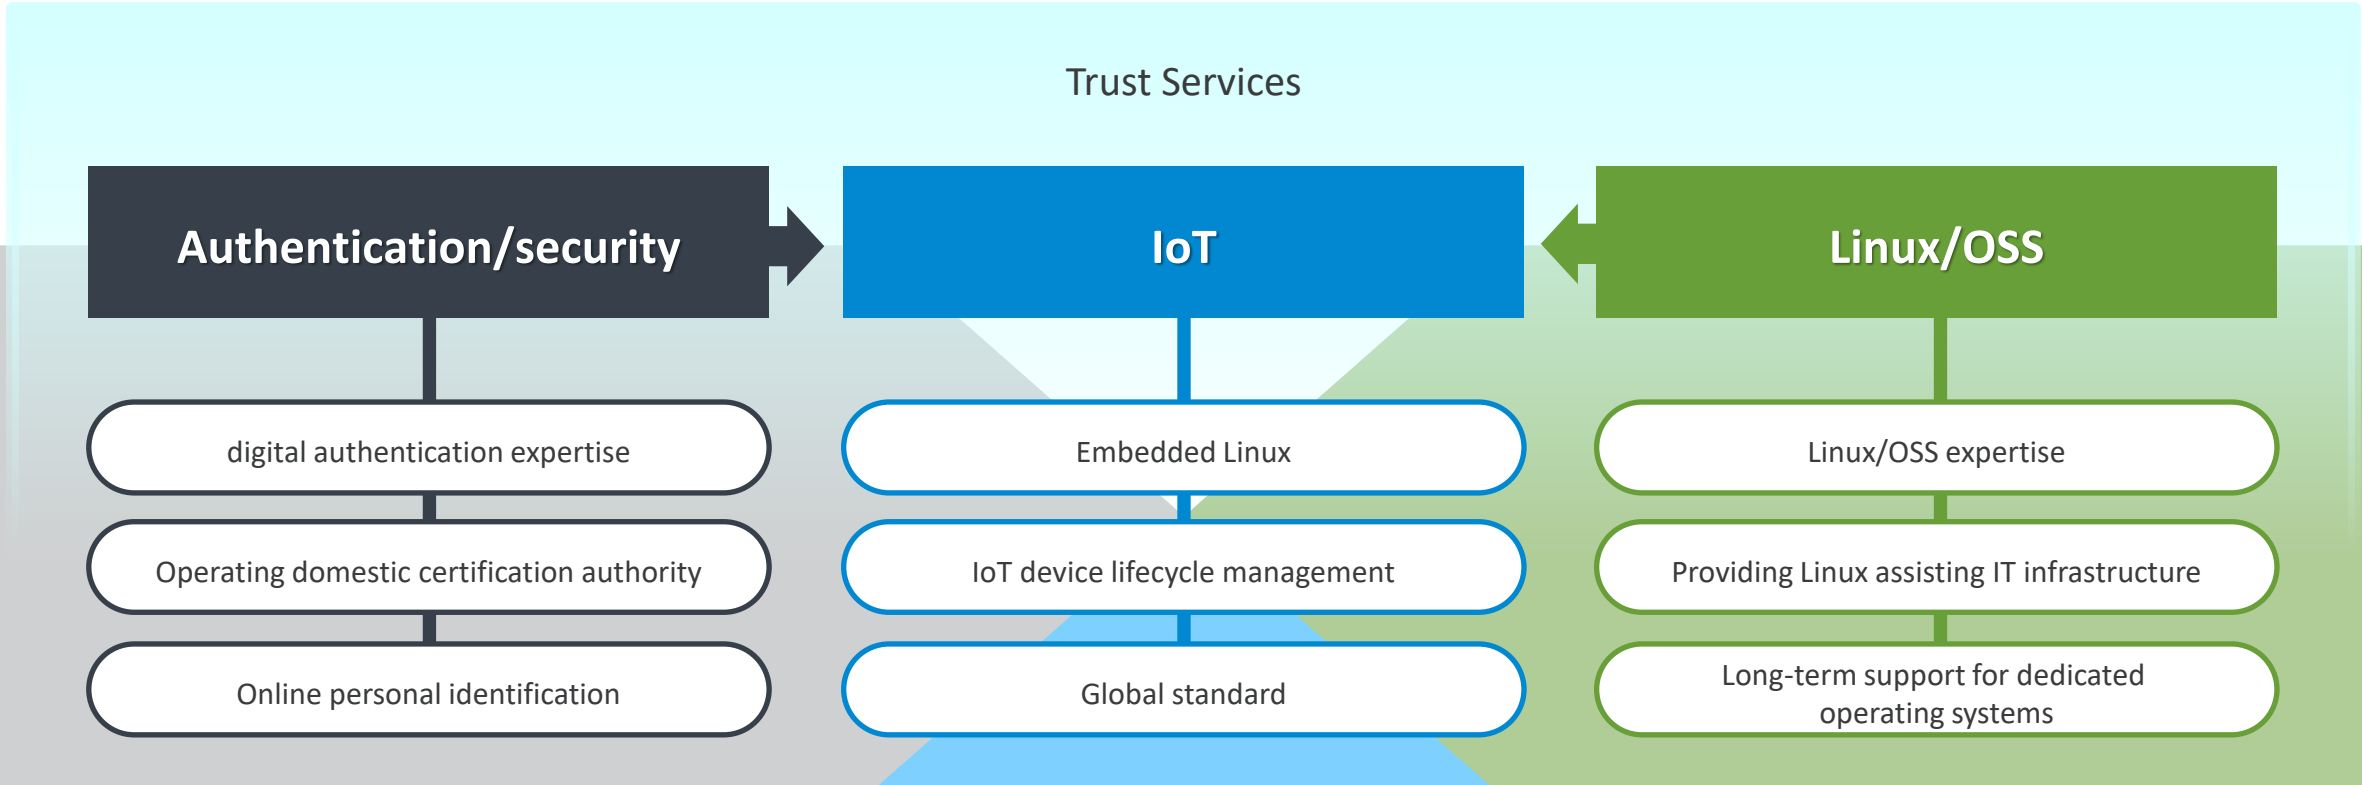 Trust Services
Authentication/security
IoT
Linux/OSS
digital authentication expertise
Embedded Linux
Linux/OSS expertise
Operating domestic certification authority
IoT device lifecycle management
Providing Linux assisting IT infrastructure
Online personal identification
Global standard
Long-term support for dedicated
operating systems